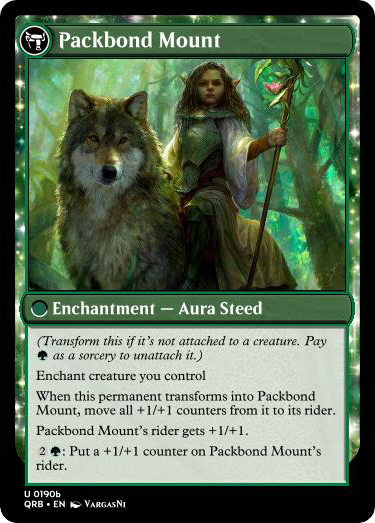 Packbond Mount
Enchantment — Aura Steed
(Transform this if it's not attached to a creature. Pay
as a sorcery to unattach it.)
Enchant creature you control
When this permanent transforms into Packbond
Mount, move all +1/+1 counters from it to its rider.
Packbond Mount's rider gets +1/+1.
2 : Put a +1/+1 counter on Packbond Mount's
rider.
U 0190b
QRB • EN VargasNi